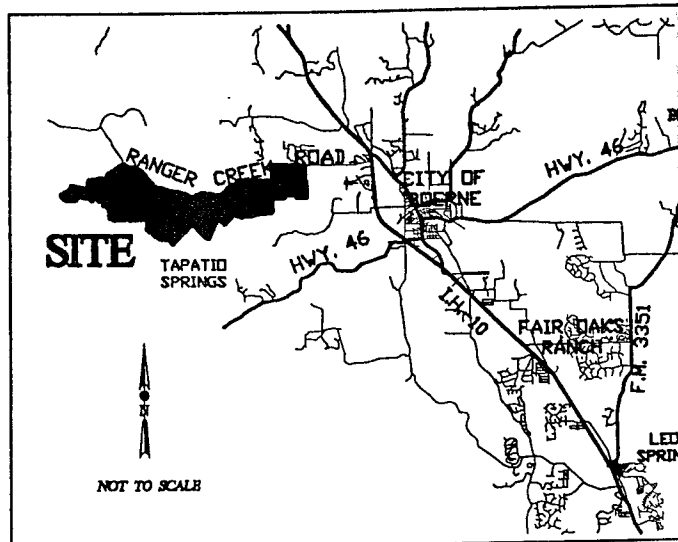 RANGER CREEK ROAD
SITE
TAPATIO
SPRINGS
HWY. 46
CITY OF
BOERNE
HWY. 46
I.H. 10
FAIR OAKS
RANCH
F.M. 3351
N
NOT TO SCALE